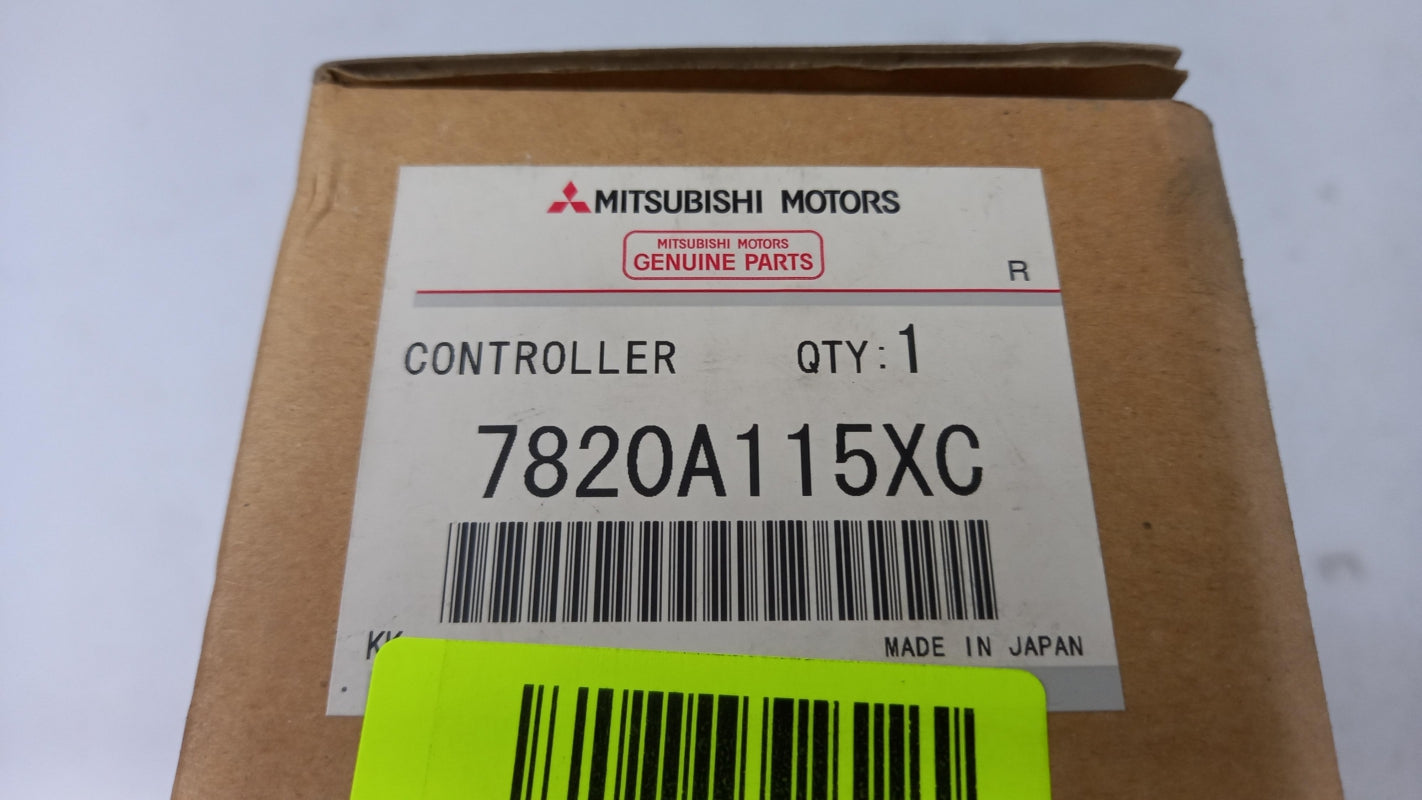 MITSUBISHI MOTORS
MITSUBISHI MOTORS
GENUINE PARTS
R
CONTROLLER QTY:1
7820A115XC
MADE IN JAPAN